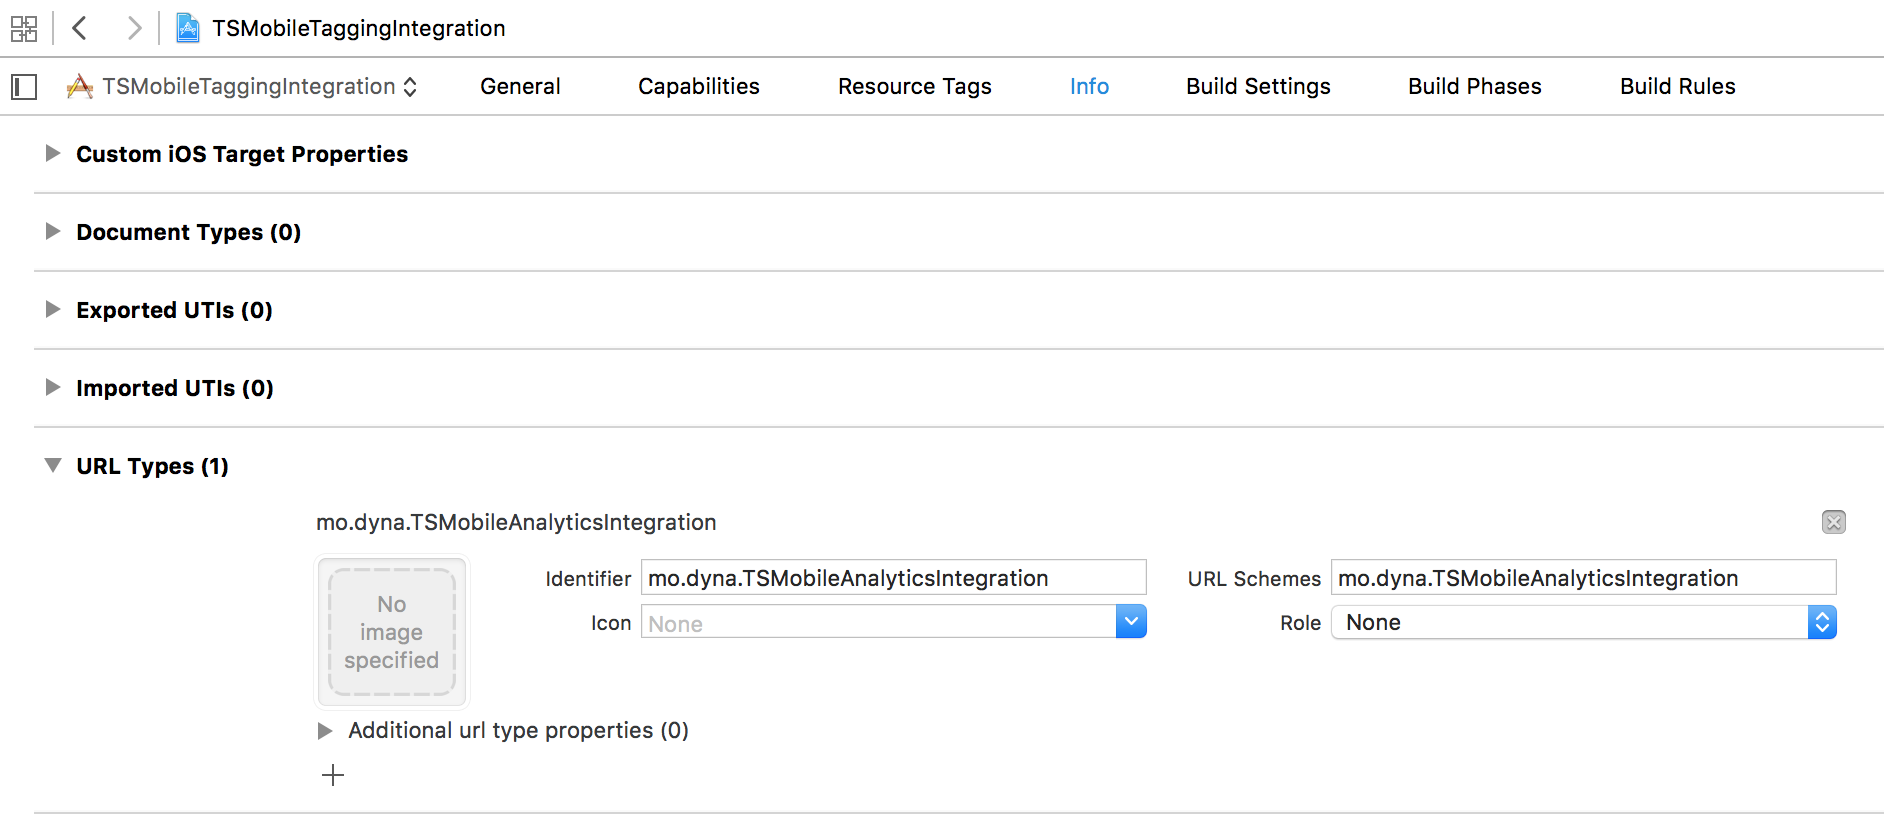 TSMobileTaggingIntegration
TSMobileTaggingIntegration General Capabilities Resource Tags Info Build Settings Build Phases Build Rules
Custom iOS Target Properties
Document Types (0)
Exported UTIs (0)
Imported UTIs (0)
URL Types (1)
mo.dyna.TSMobileAnalyticsIntegration
No
image
specified
Identifier mo.dyna.TSMobileAnalyticsIntegration URL Schemes mo.dyna.TSMobileAnalyticsIntegration
Icon None Role None
Additional url type properties (0)